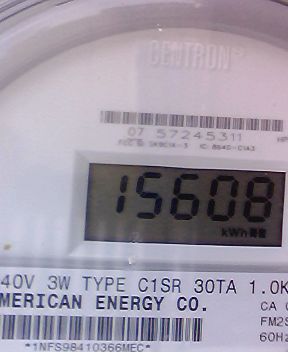 CENTRON®
07 57245311
15608
kWh
40V 3W TYPE C1SR 30TA 1.0K
MERICAN ENERGY CO.
CA
FM2S
60Hz
*1NFS98410366MEC*